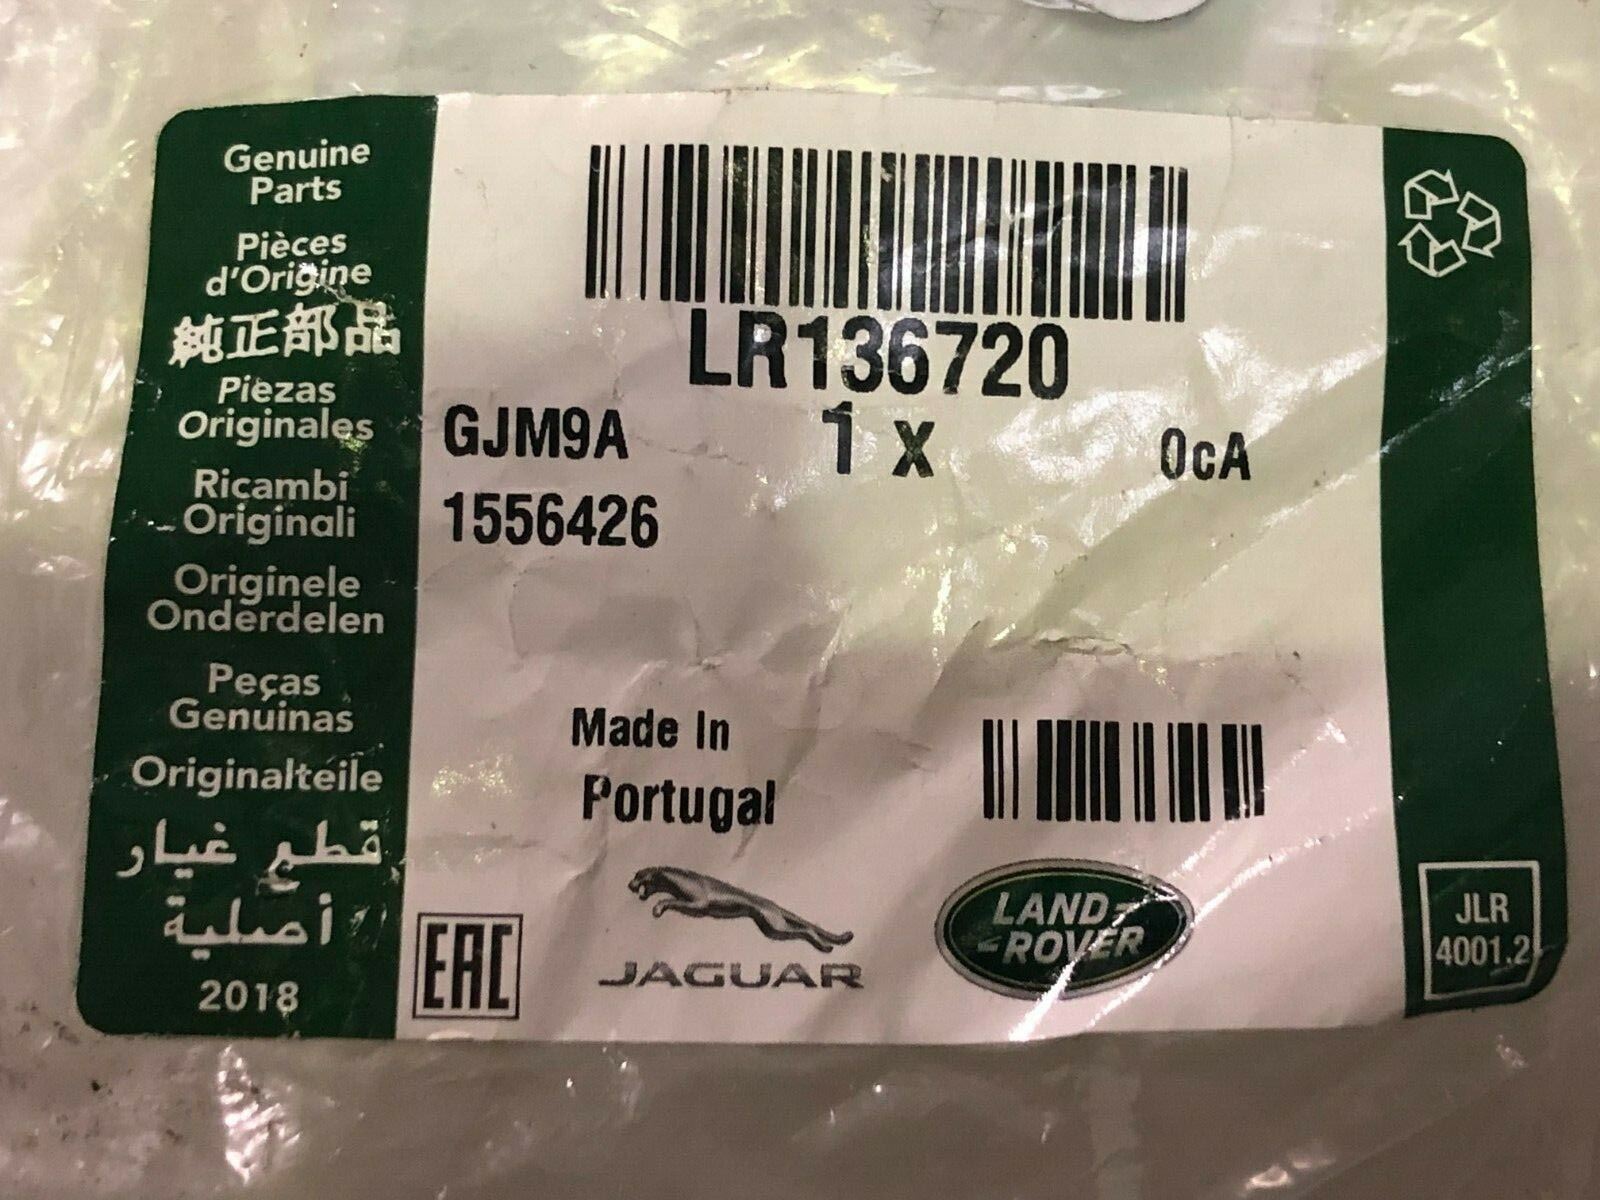 Genuine
Parts
Pièces
d'Origine
純正部品
Piezas
Originales
Ricambi
Originali
Originele
Onderdelen
Peças
Genuinas
Originalteile
قطع غيار
أصلية
2018
LR136720
GJM9A 1 X OcA
1556426
Made In
Portugal
EAC
JAGUAR
LAND
ROVER
JLR
4001.2